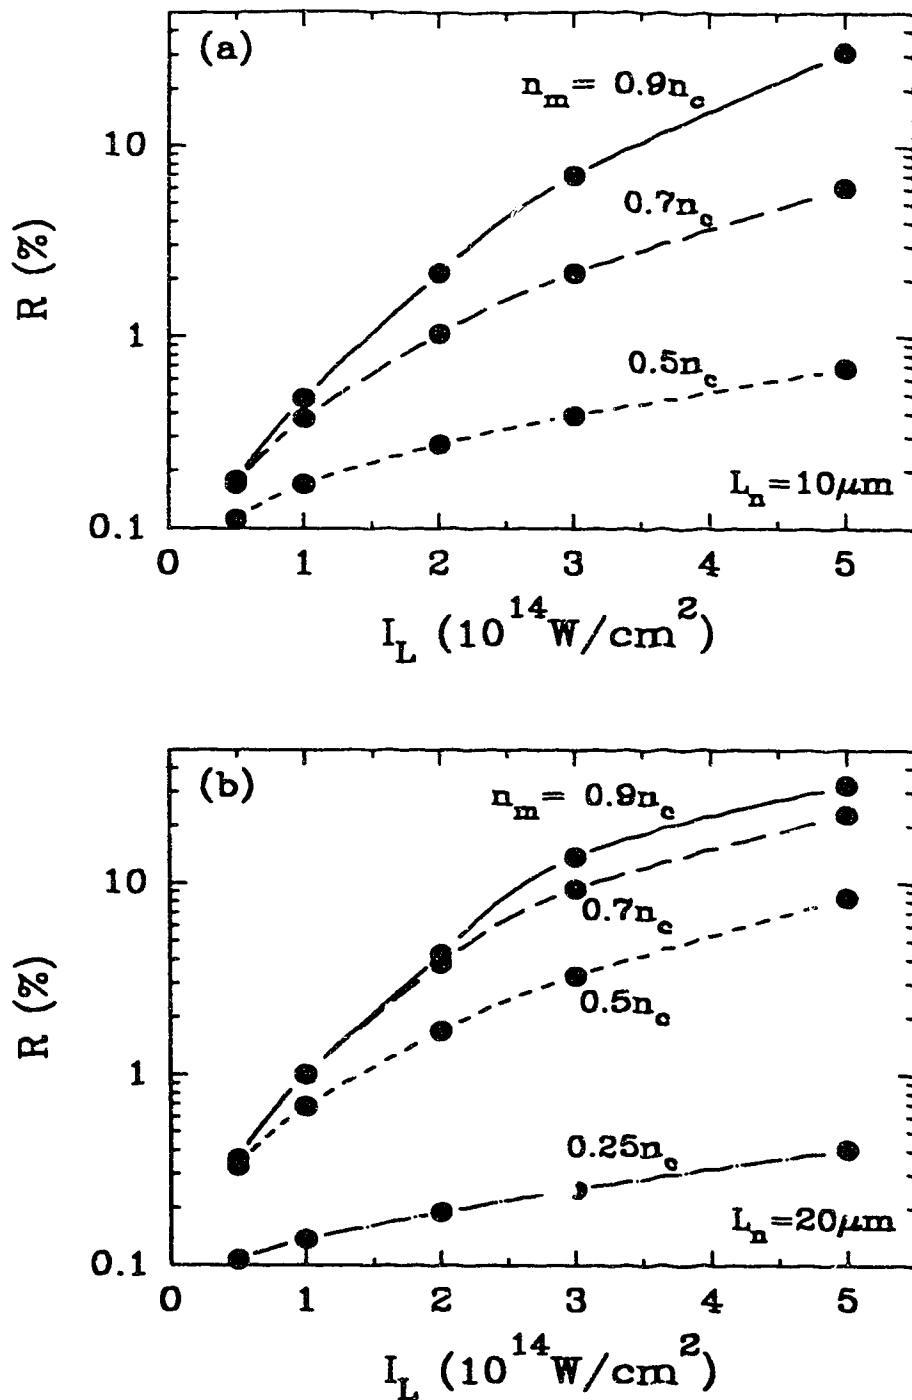 (a)
n_m = 0.9n_c
10
0.7n_c
R (%)
1
0.5n_c
L_n=10μm
0.1
0 1 2 3 4 5
I_L (10^14 W/cm^2)
(b)
n_m = 0.9n_c
10
0.7n_c
0.5n_c
R (%)
1
0.25n_c
L_n=20μm
0.1
0 1 2 3 4 5
I_L (10^14 W/cm^2)